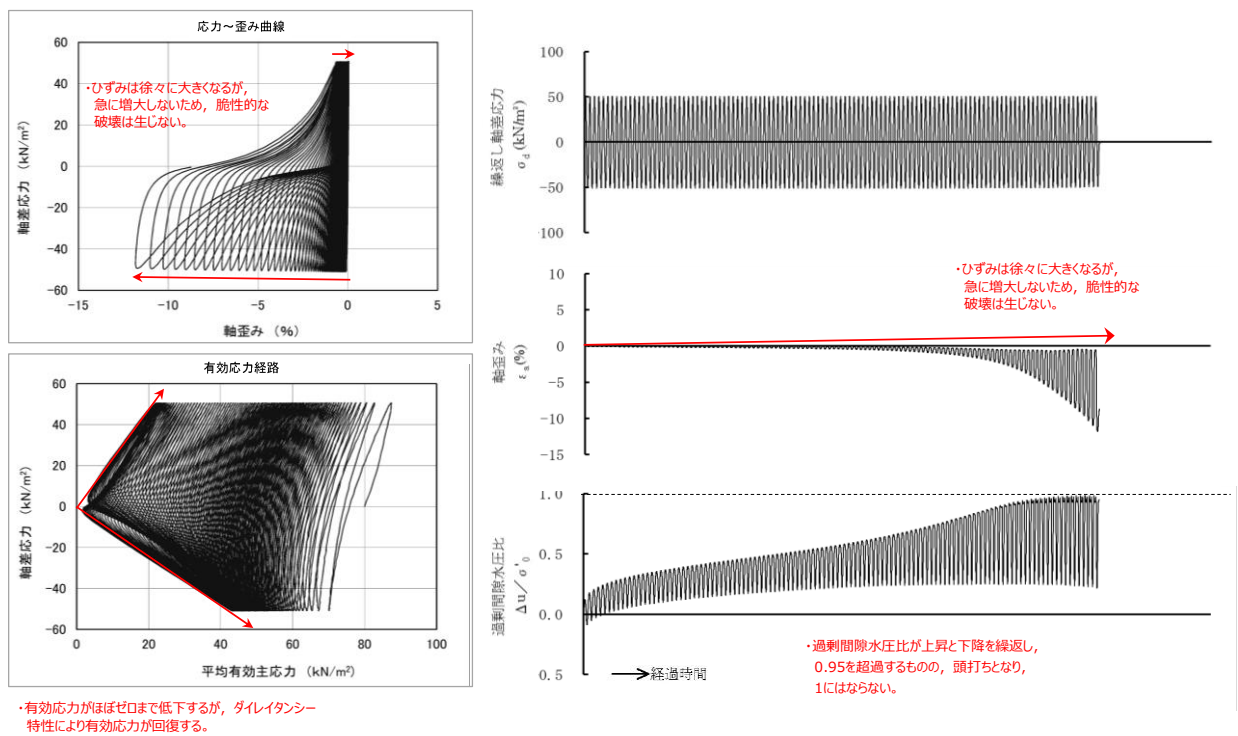 応力～歪み曲線
60
40
20
0
-20
-40
-60
-15
-10
-5
0
5
軸差応力 (kN/m²)
軸歪み (%)
・ひずみは徐々に大きくなるが，
急に増大しないため，脆性的な
破壊は生じない。
有効応力経路
60
40
20
0
-20
-40
-60
0
20
40
60
80
100
軸差応力 (kN/m²)
平均有効主応力 (kN/m²)
・有効応力がほぼゼロまで低下するが，ダイレイタンシー
特性により有効応力が回復する。
100
50
0
-50
-100
繰返し軸差応力
σd (kN/m²)
10
5
0
-5
-10
-15
軸歪み
εa (%)
・ひずみは徐々に大きくなるが，
急に増大しないため，脆性的な
破壊は生じない。
1.0
0.5
0.0
0.5
過剰間隙水圧比
Δu／σ'0
経過時間
・過剰間隙水圧比が上昇と下降を繰返し，
0.95を超過するものの，頭打ちとなり，
1にはならない。